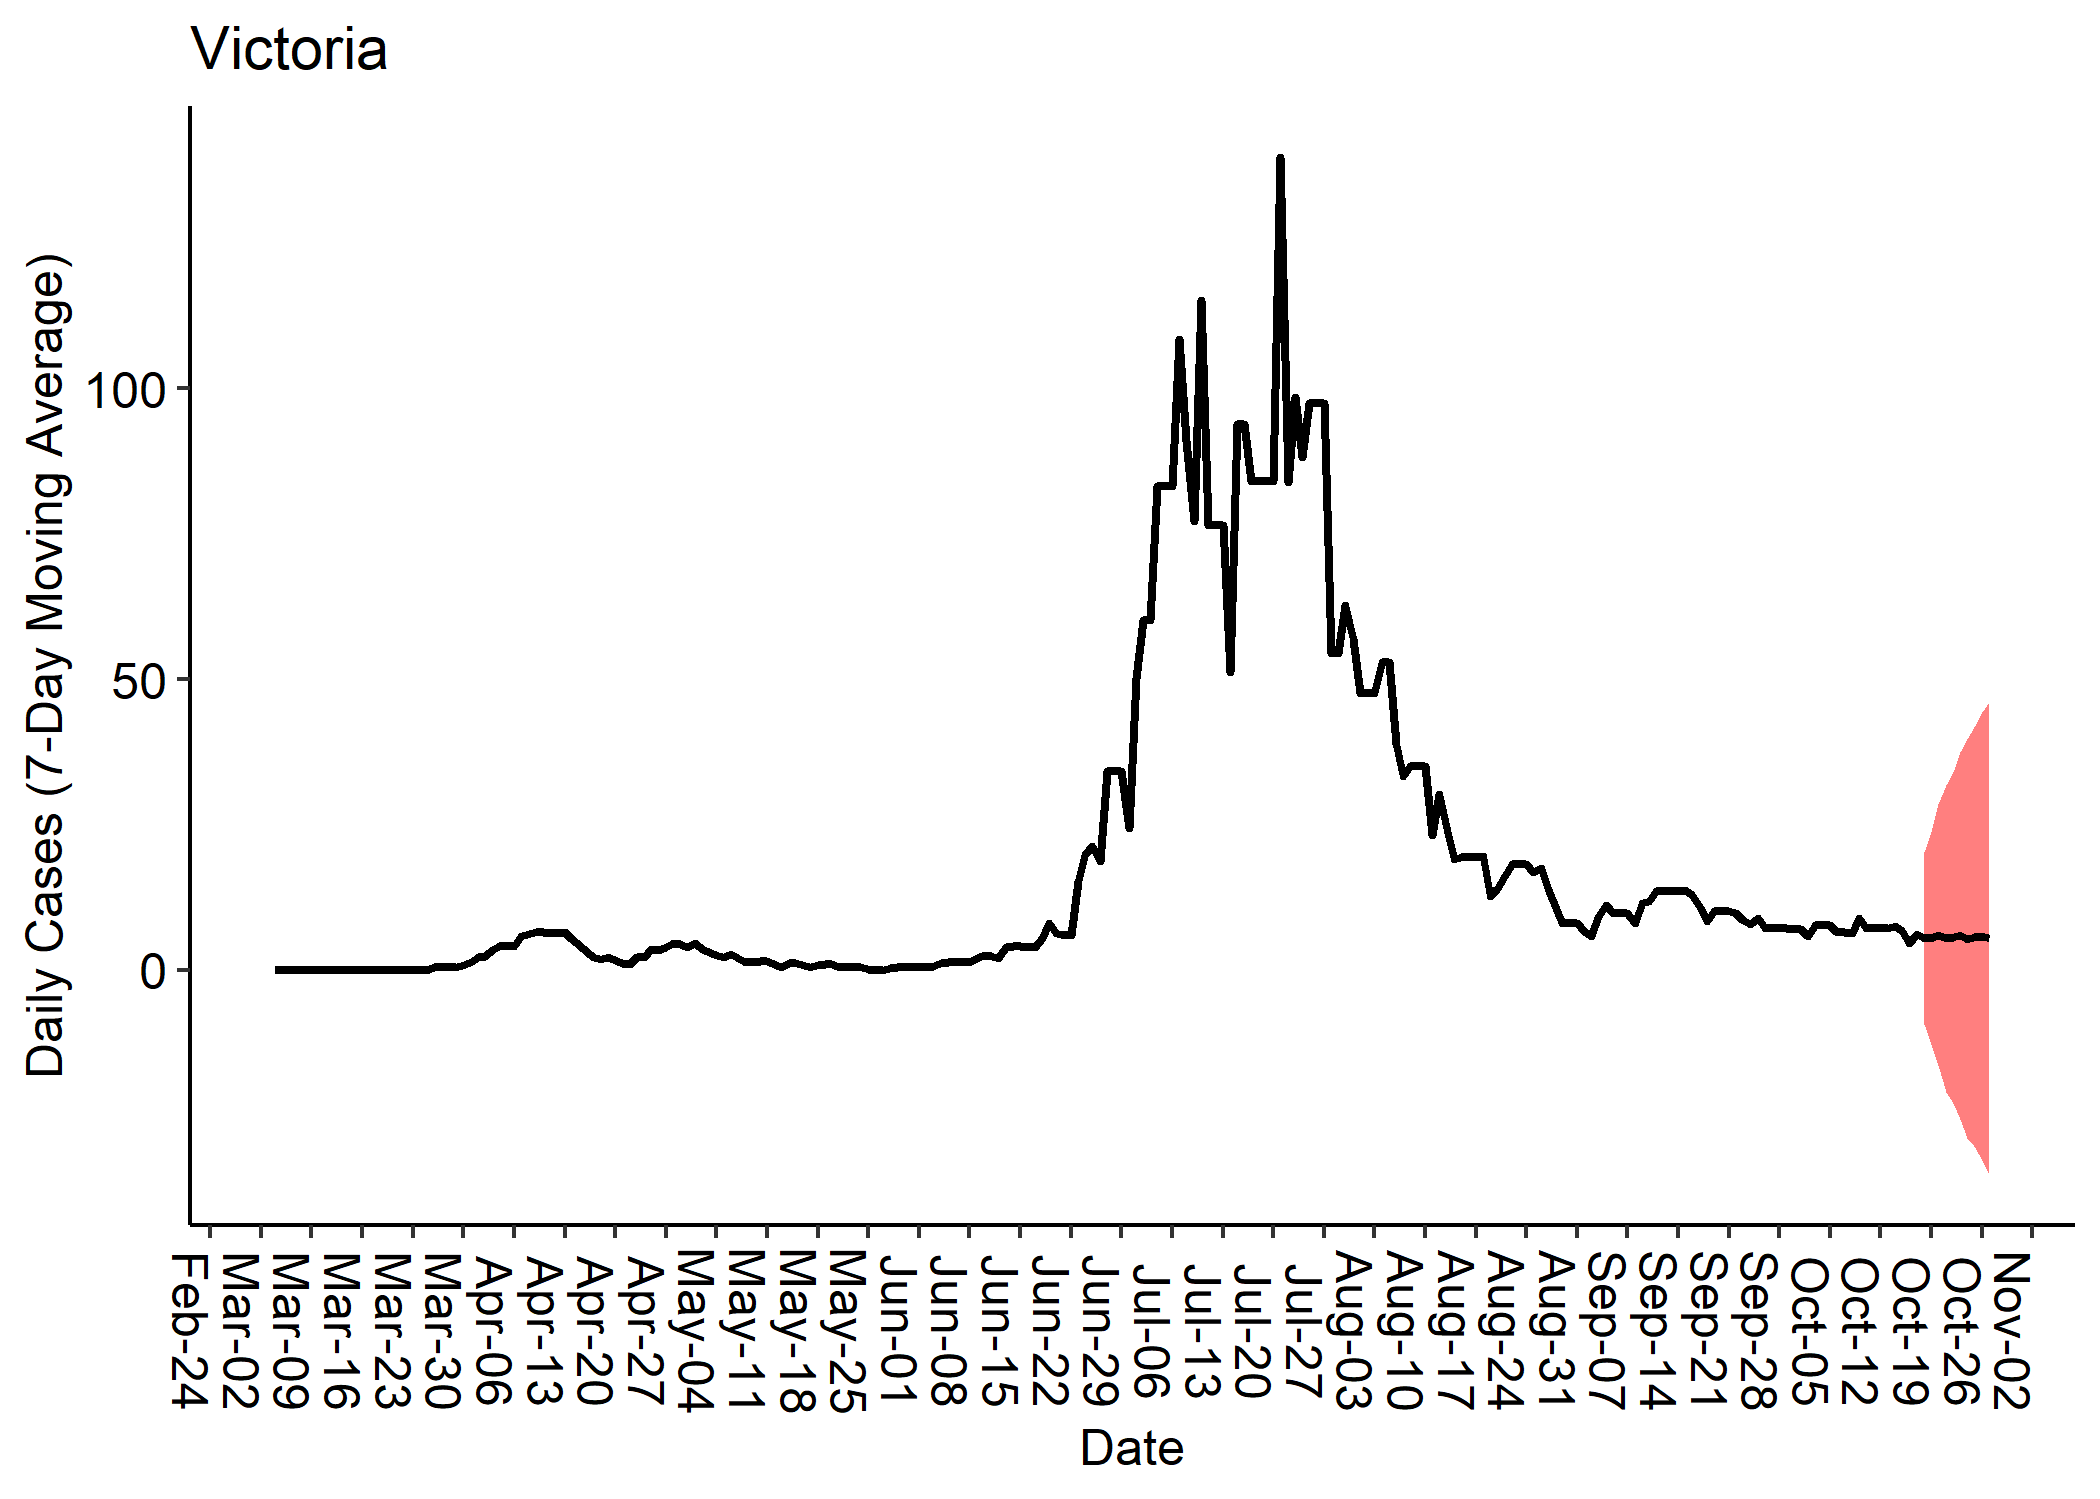 Victoria
Daily Cases (7-Day Moving Average)
100
50
0
Feb-24
Mar-02
Mar-09
Mar-16
Mar-23
Mar-30
Apr-06
Apr-13
Apr-20
Apr-27
May-04
May-11
May-18
May-25
Jun-01
Jun-08
Jun-15
Jun-22
Jun-29
Jul-06
Jul-13
Jul-20
Jul-27
Aug-03
Aug-10
Aug-17
Aug-24
Aug-31
Sep-07
Sep-14
Sep-21
Sep-28
Oct-05
Oct-12
Oct-19
Oct-26
Nov-02
Date